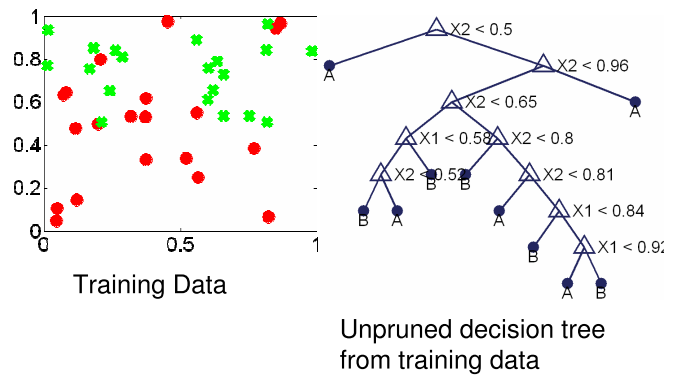 1
0.8
0.6
0.4
0.2
0
0
0.5
1
Training Data
X2 < 0.5
A
X2 < 0.96
X2 < 0.65
A
X1 < 0.58
X2 < 0.8
X2 < 0.52
B
B
X2 < 0.81
B
A
A
X1 < 0.84
B
X1 < 0.92
A
B
Unpruned decision tree
from training data